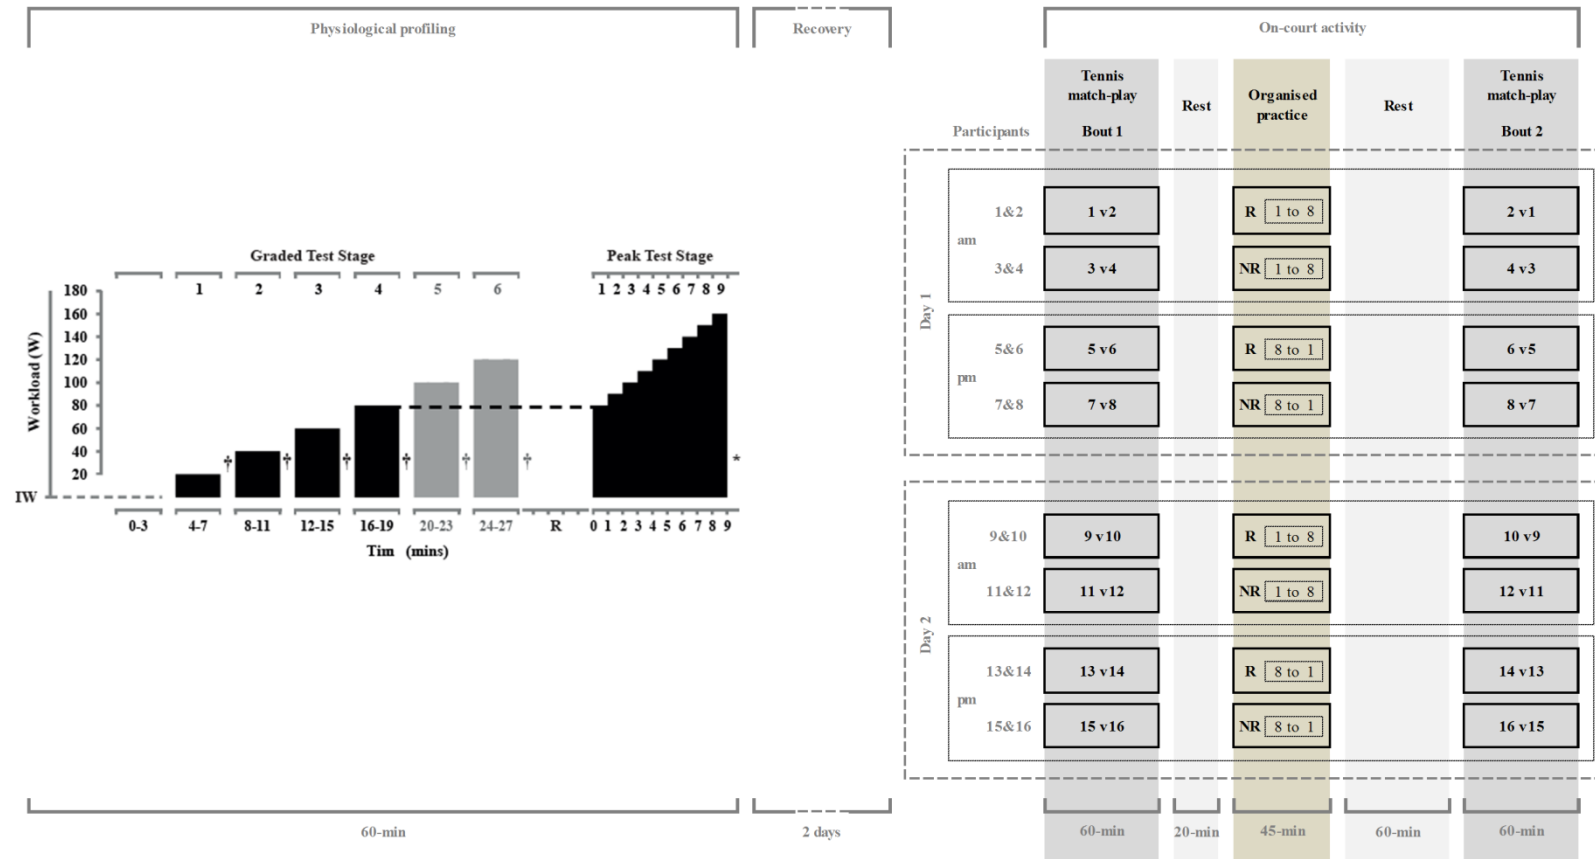 Physiological profiling
Recovery
On-court activity
Participants
Tennis
match-play
Bout 1
Rest
Organised
practice
Rest
Tennis
match-play
Bout 2
Graded Test Stage
1 2 3 4 5 6
Peak Test Stage
1 2 3 4 5 6 7 8 9
Workload (W)
180
160
140
120
100
80
60
40
20
IW
† † † † † † *
0-3 4-7 8-11 12-15 16-19 20-23 24-27 R 0 1 2 3 4 5 6 7 8 9
Tim (mins)
Day 1
am
1&2 1 v2 R 1 to 8 2 v1
3&4 3 v4 NR 1 to 8 4 v3
pm
5&6 5 v6 R 8 to 1 6 v5
7&8 7 v8 NR 8 to 1 8 v7
Day 2
am
9&10 9 v10 R 1 to 8 10 v9
11&12 11 v12 NR 1 to 8 12 v11
pm
13&14 13 v14 R 8 to 1 14 v13
15&16 15 v16 NR 8 to 1 16 v15
60-min
2 days
60-min 20-min 45-min 60-min 60-min